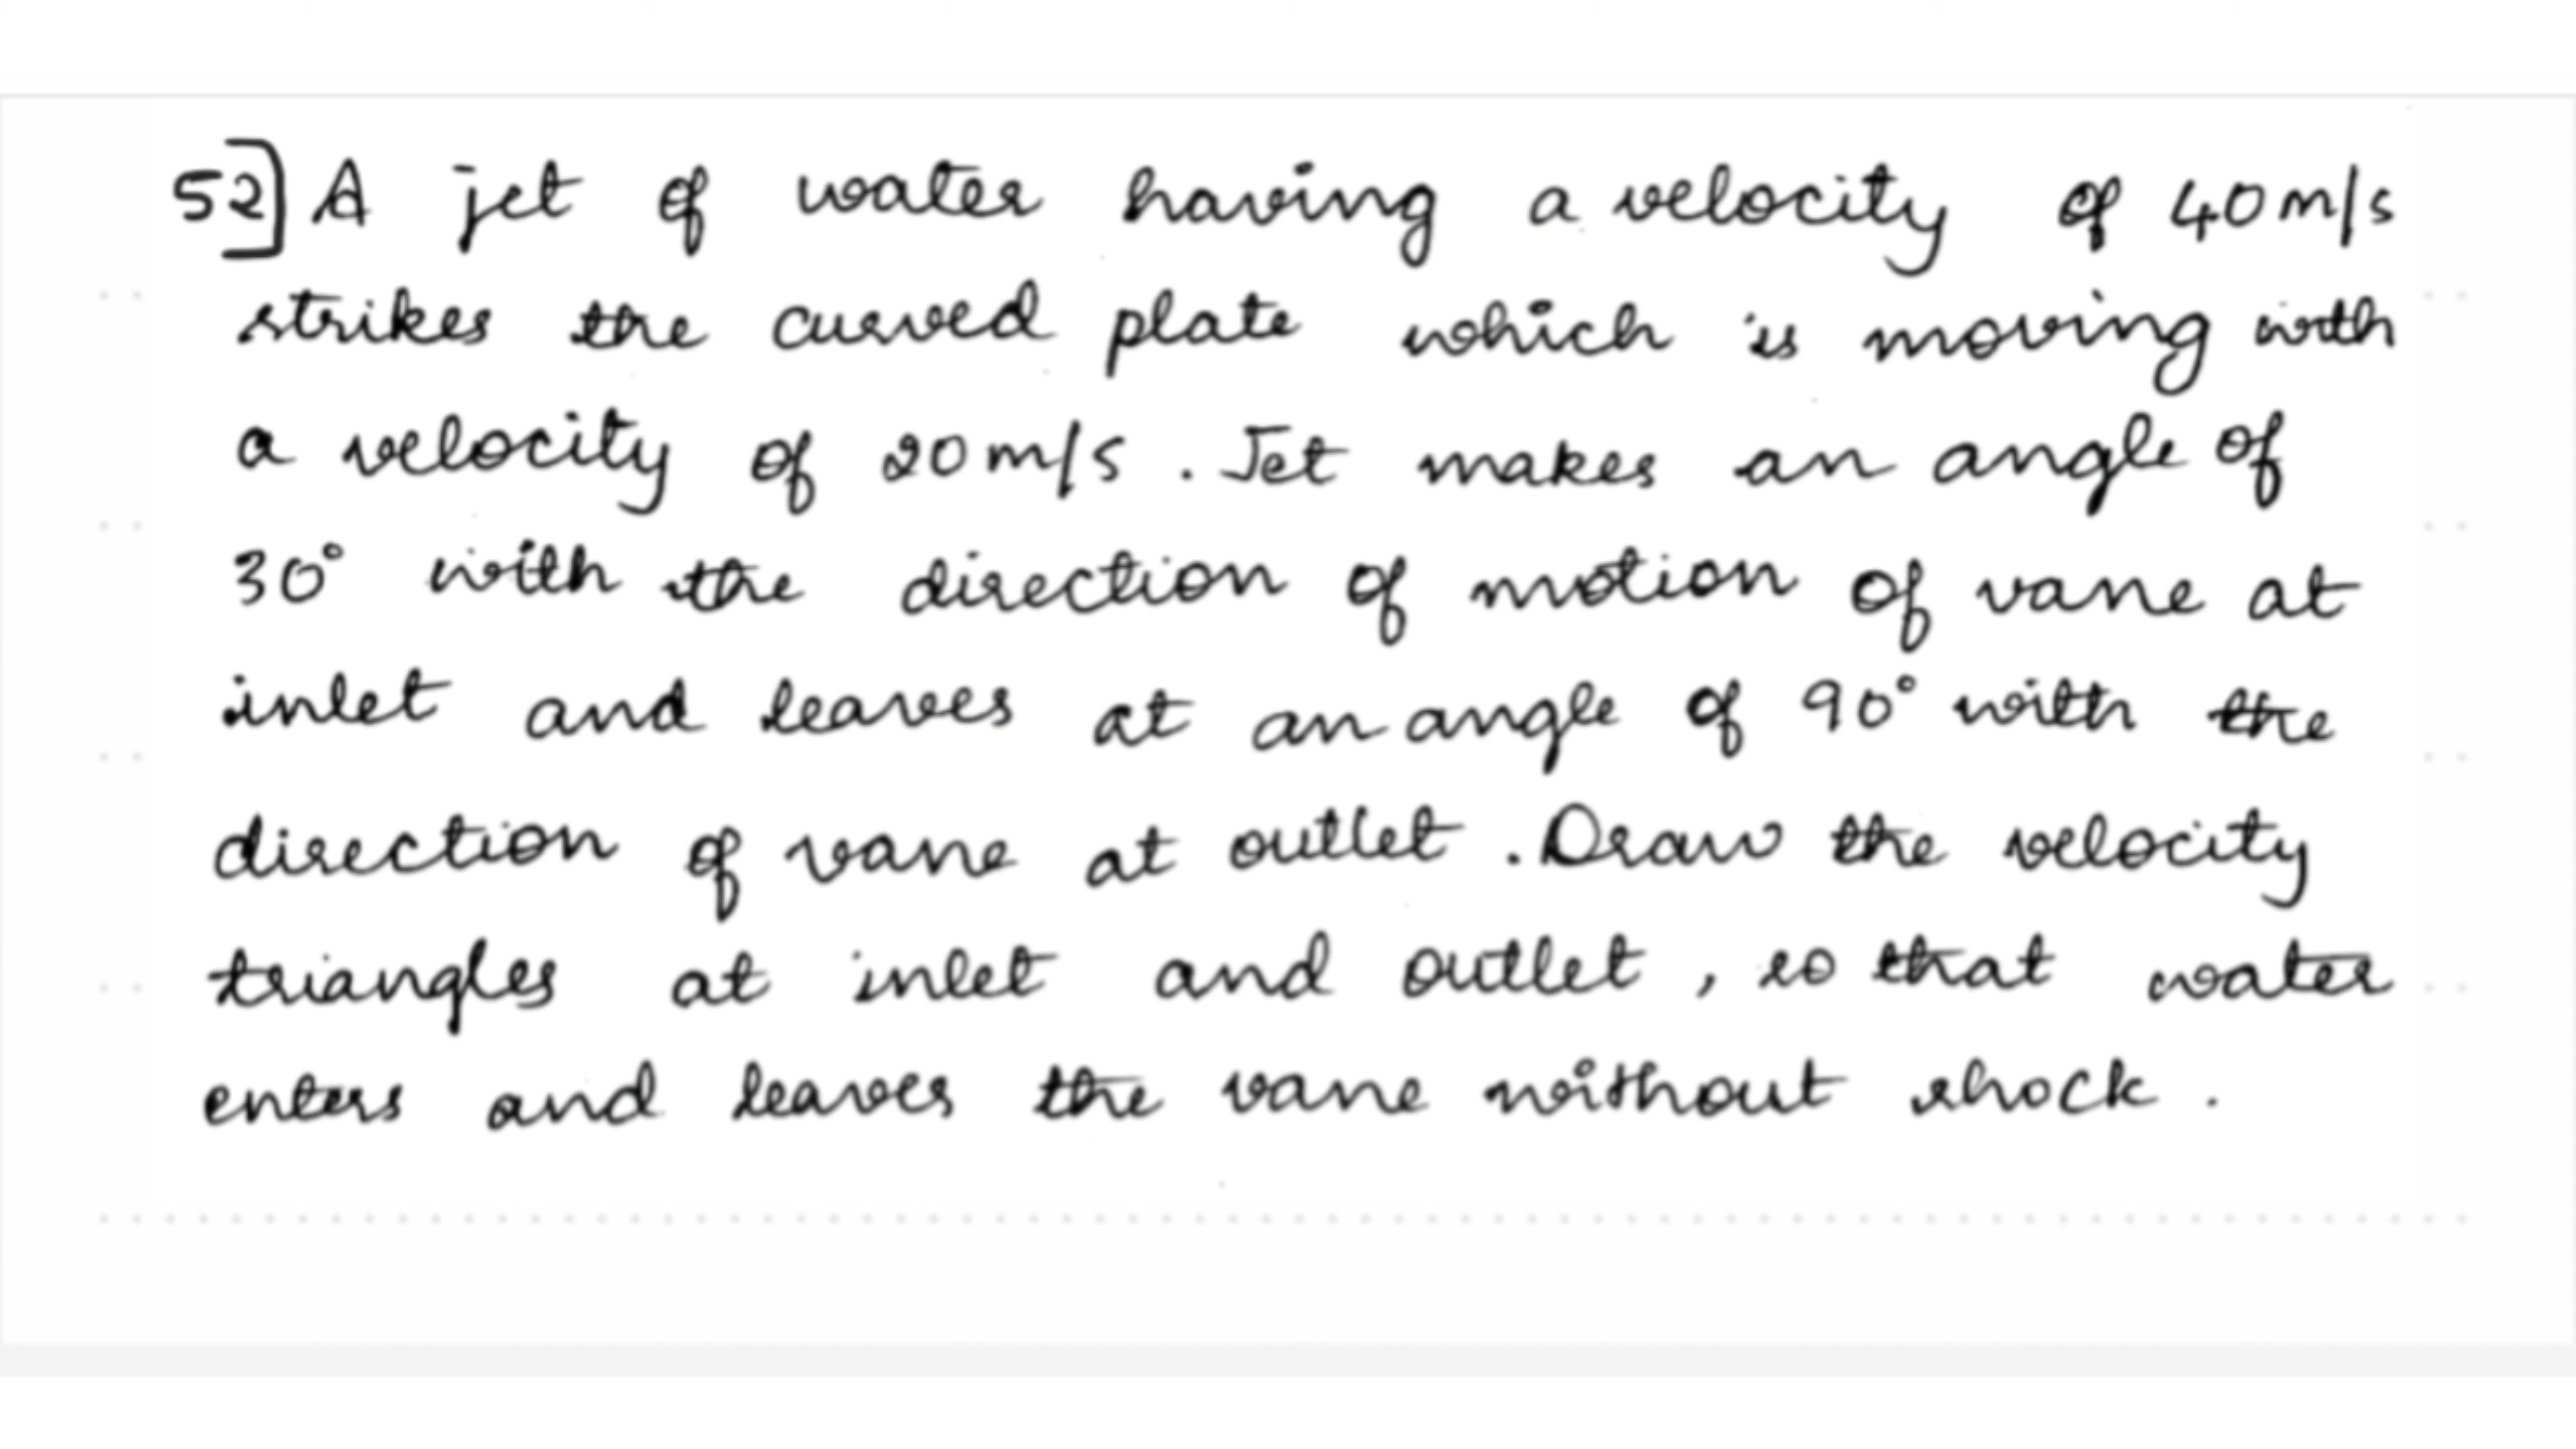 52] A jet of water having a velocity of 40 m/s
strikes the curved plate which is moving with
a velocity of 20 m/s. Jet makes an angle of
30° with the direction of motion of vane at
inlet and leaves at an angle of 90° with the
direction of vane at outlet. Draw the velocity
triangles at inlet and outlet, so that water
enters and leaves the vane without shock.